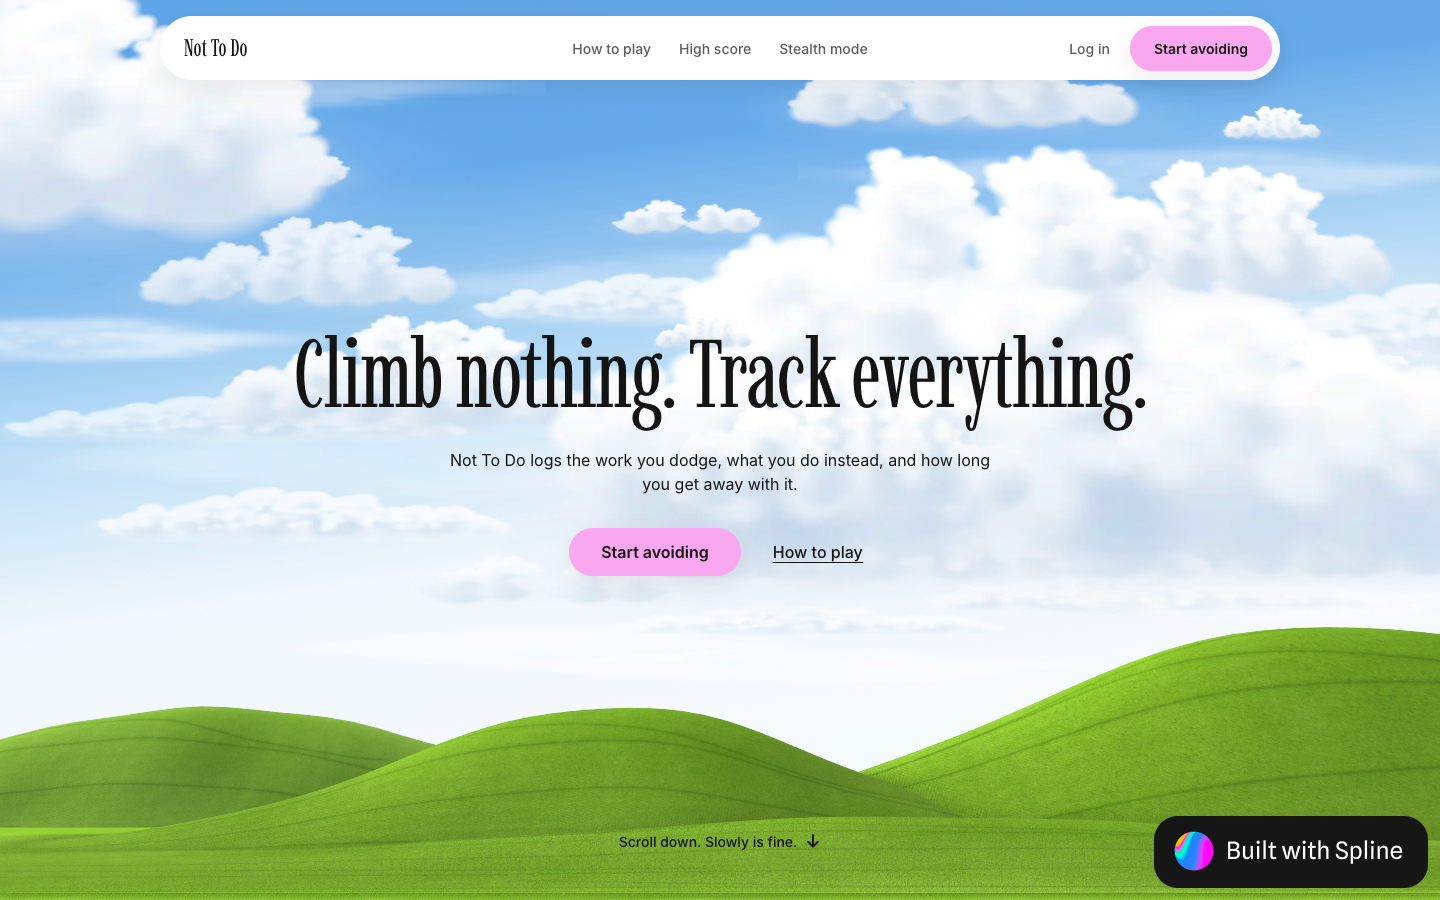 Not To Do
How to play
High score
Stealth mode
Log in
Start avoiding
Climb nothing. Track everything.
Not To Do logs the work you dodge, what you do instead, and how long
you get away with it.
Start avoiding
How to play
Scroll down. Slowly is fine.
Built with Spline